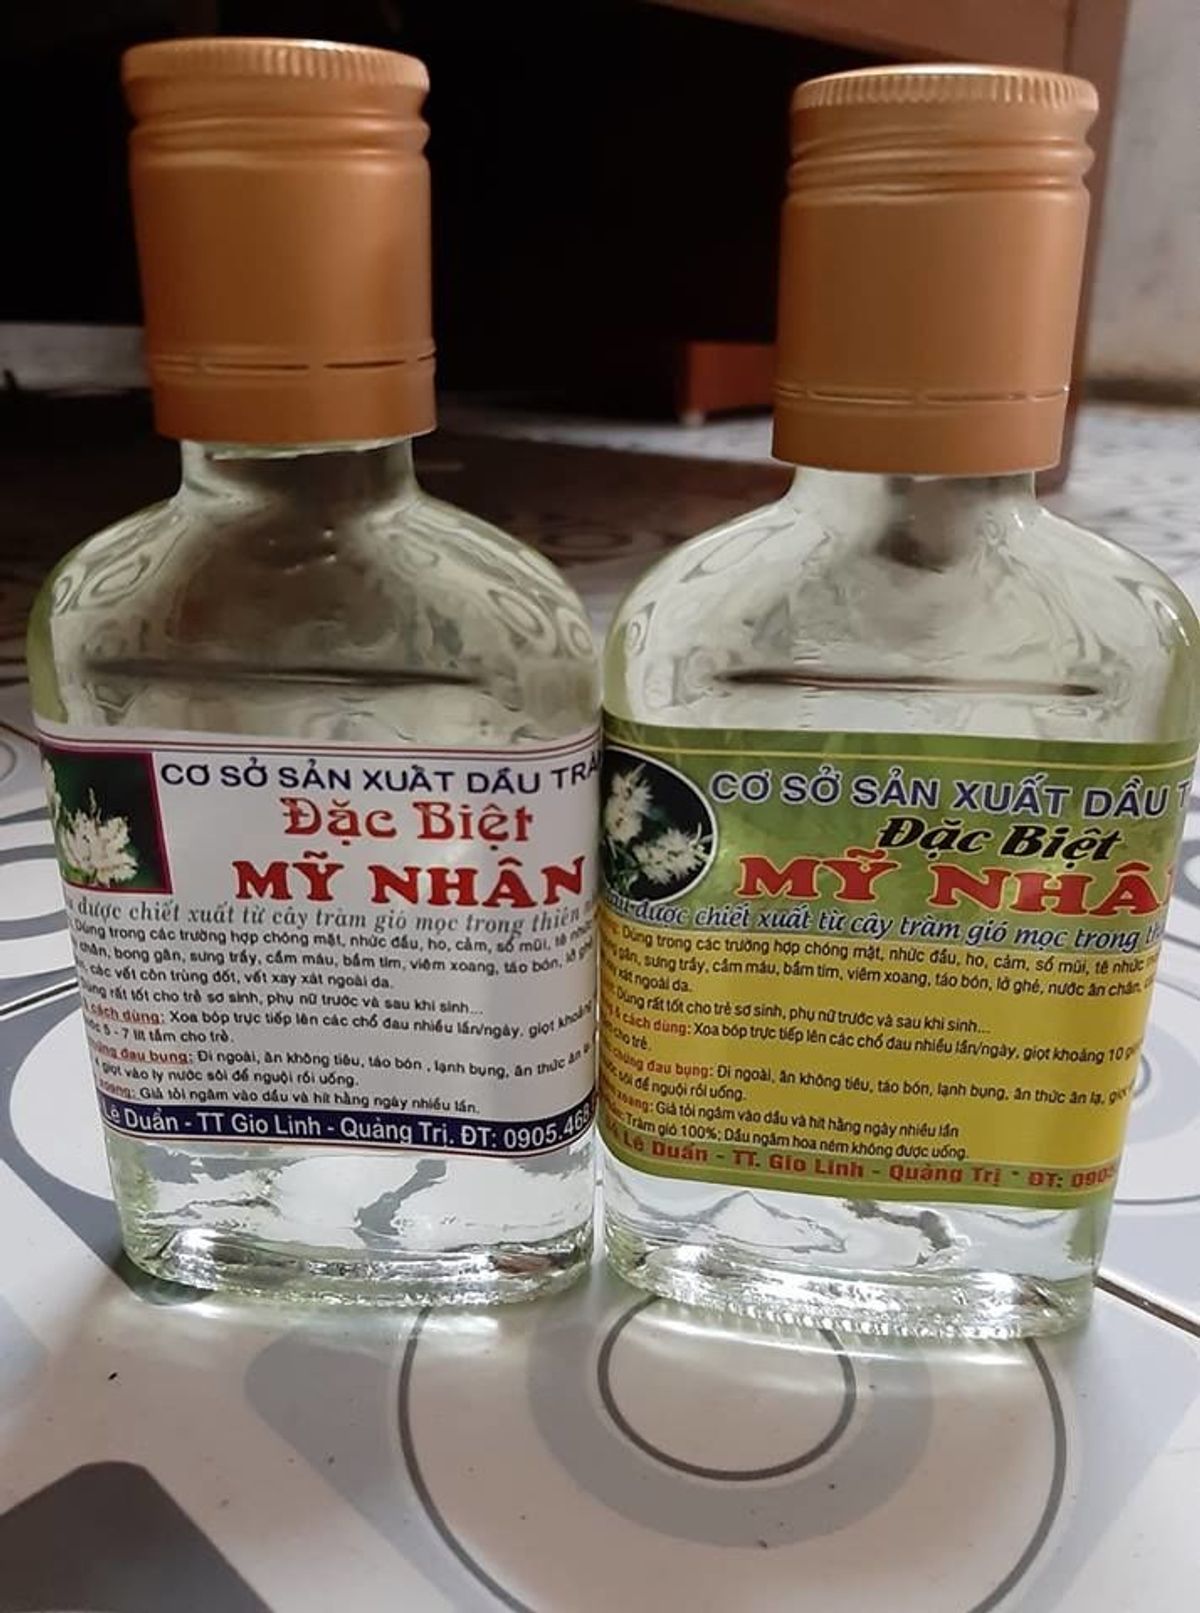 CƠ SỞ SẢN XUẤT DẦU
Đặc Biệt
MỸ NHÂN
được chiết xuất từ cây tràm gió mọc trong thiên
Dùng trong các trường hợp chóng mặt, nhức đầu, ho, cảm, sổ mũi, tê
chân, bong gân, sưng trầy, cầm máu, bầm tím, viêm xoang, táo bón, lở ghẻ
các vết côn trùng đốt, vết xay xát ngoài da.
rất tốt cho trẻ sơ sinh, phụ nữ trước và sau khi sinh...
cách dùng: Xoa bóp trực tiếp lên các chổ đau nhiều lần/ngày, giọt khoảng
5 - 7 lít tắm cho trẻ.
đau bụng: Đi ngoài, ăn không tiêu, táo bón , lạnh bụng, ăn thức ăn
giọt vào ly nước sôi để nguội rồi uống.
xoang: Giã tỏi ngâm vào dầu và hít hằng ngày nhiều lần.
Lê Duẩn - TT Gio Linh - Quảng Trị. ĐT: 0905.468
CƠ SỞ SẢN XUẤT DẦU
Đặc Biệt
MỸ NHÂ
được chiết xuất từ cây tràm gió mọc trong
Dùng trong các trường hợp chóng mặt, nhức đầu, ho, cảm, sổ mũi, tê nhức
gân, sưng trầy, cầm máu, bầm tím, viêm xoang, táo bón, lở ghẻ, nước ăn chân,
xát ngoài da.
Dùng rất tốt cho trẻ sơ sinh, phụ nữ trước và sau khi sinh...
& cách dùng: Xoa bóp trực tiếp lên các chổ đau nhiều lần/ngày, giọt khoảng 10
cho trẻ.
chứng đau bụng: Đi ngoài, ăn không tiêu, táo bón, lạnh bụng, ăn thức ăn lạ, giọt
sôi để nguội rồi uống.
xoang: Giã tỏi ngâm vào dầu và hít hằng ngày nhiều lần
Tràm gió 100%; Dầu ngâm hoa ném không được uống.
Lê Duẩn - TT. Gio Linh - Quảng Trị * ĐT: 0905